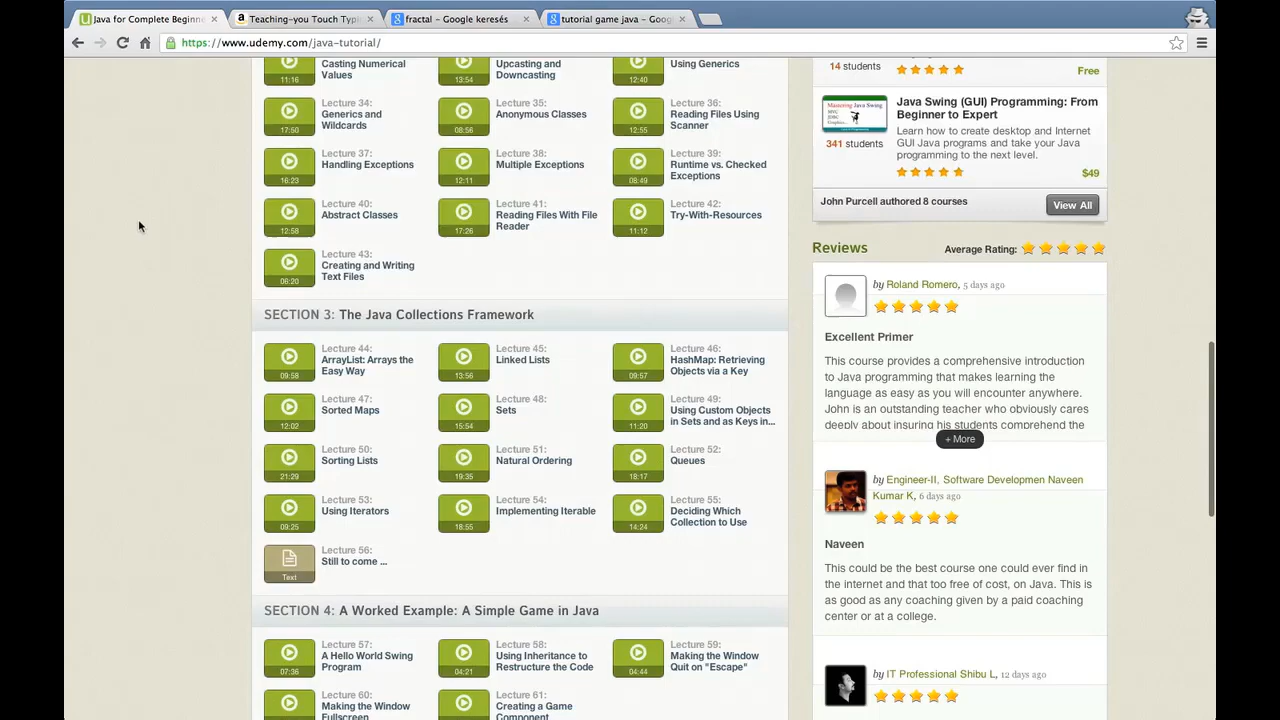 Java for Complete Beginne
Teaching-you Touch Typi
fractal - Google keresés
tutorial game java - Goog
https://www.udemy.com/java-tutorial/
11:16
Casting Numerical
Values
13:54
Upcasting and
Downcasting
12:40
Using Generics
Lecture 34:
Generics and
Wildcards
17:50
Lecture 35:
Anonymous Classes
08:56
Lecture 36:
Reading Files Using
Scanner
12:55
Lecture 37:
Handling Exceptions
16:23
Lecture 38:
Multiple Exceptions
12:11
Lecture 39:
Runtime vs. Checked
Exceptions
08:49
Lecture 40:
Abstract Classes
12:58
Lecture 41:
Reading Files With File
Reader
17:26
Lecture 42:
Try-With-Resources
11:12
Lecture 43:
Creating and Writing
Text Files
06:20
SECTION 3: The Java Collections Framework
Lecture 44:
ArrayList: Arrays the
Easy Way
09:58
Lecture 45:
Linked Lists
13:56
Lecture 46:
HashMap: Retrieving
Objects via a Key
09:57
Lecture 47:
Sorted Maps
12:02
Lecture 48:
Sets
15:54
Lecture 49:
Using Custom Objects
in Sets and as Keys in...
11:20
Lecture 50:
Sorting Lists
21:29
Lecture 51:
Natural Ordering
19:35
Lecture 52:
Queues
18:17
Lecture 53:
Using Iterators
09:25
Lecture 54:
Implementing Iterable
18:55
Lecture 55:
Deciding Which
Collection to Use
14:24
Lecture 56:
Still to come ...
Text
SECTION 4: A Worked Example: A Simple Game in Java
Lecture 57:
A Hello World Swing
Program
07:36
Lecture 58:
Using Inheritance to
Restructure the Code
04:21
Lecture 59:
Making the Window
Quit on "Escape"
04:44
Lecture 60:
Making the Window
Fullscreen
Lecture 61:
Creating a Game
Component
14 students
Free
Mastering Java Swing
Java Swing (GUI) Programming: From
Beginner to Expert
Learn how to create desktop and Internet
GUI Java programs and take your Java
programming to the next level.
341 students
$49
John Purcell authored 8 courses
View All
Reviews
Average Rating:
by Roland Romero, 5 days ago
Excellent Primer
This course provides a comprehensive introduction
to Java programming that makes learning the
language as easy as you will encounter anywhere.
John is an outstanding teacher who obviously cares
deeply about insuring his students comprehend the
+ More
by Engineer-II, Software Developmen Naveen
Kumar K, 6 days ago
Naveen
This could be the best course one could ever find in
the internet and that too free of cost, on Java. This is
as good as any coaching given by a paid coaching
center or at a college.
by IT Professional Shibu L, 12 days ago